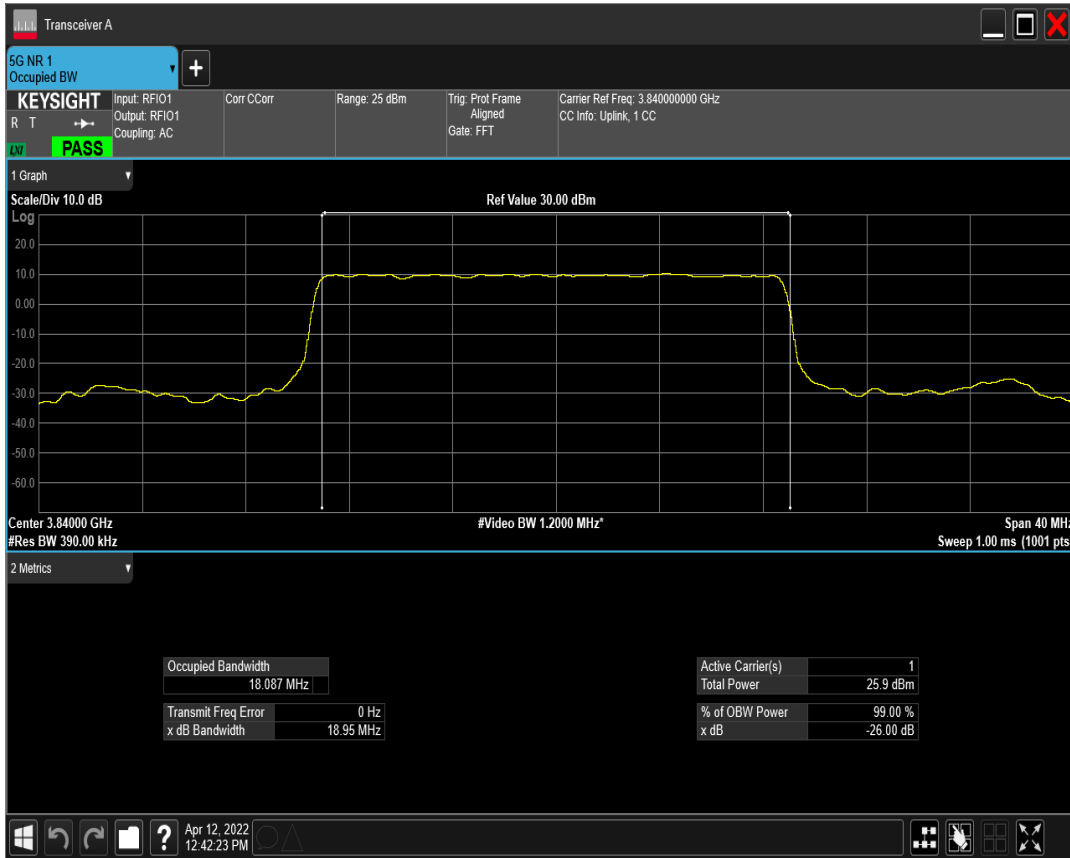 Transceiver A
5G NR 1
Occupied BW
+
KEYSIGHT
R T
LXI
PASS
Input: RFIO1
Output: RFIO1
Coupling: AC
Corr CCorr
Range: 25 dBm
Trig: Prot Frame
Aligned
Gate: FFT
Carrier Ref Freq: 3.840000000 GHz
CC Info: Uplink, 1 CC
1 Graph
Scale/Div 10.0 dB
Ref Value 30.00 dBm
Log
20.0
10.0
0.00
-10.0
-20.0
-30.0
-40.0
-50.0
-60.0
Center 3.84000 GHz
#Video BW 1.2000 MHz*
Span 40 MHz
#Res BW 390.00 kHz
Sweep 1.00 ms (1001 pts
2 Metrics
Occupied Bandwidth
18.087 MHz
Transmit Freq Error 0 Hz
x dB Bandwidth 18.95 MHz
Active Carrier(s) 1
Total Power 25.9 dBm
% of OBW Power 99.00 %
x dB -26.00 dB
?
Apr 12, 2022
12:42:23 PM